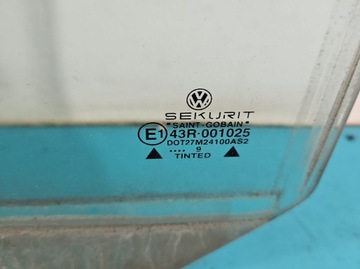 SEKURIT
"SAINT-GOBAIN"
E1 43R-001025
DOT27M24100AS2
.... 9
TINTED